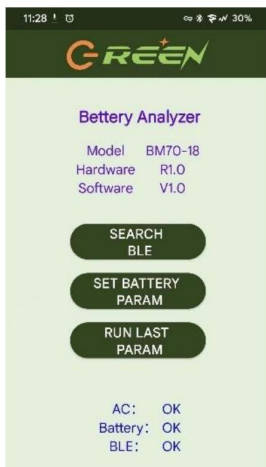 11:28 30%
G-REEN
Bettery Analyzer
Model BM70-18
Hardware R1.0
Software V1.0
SEARCH
BLE
SET BATTERY
PARAM
RUN LAST
PARAM
AC: OK
Battery: OK
BLE: OK